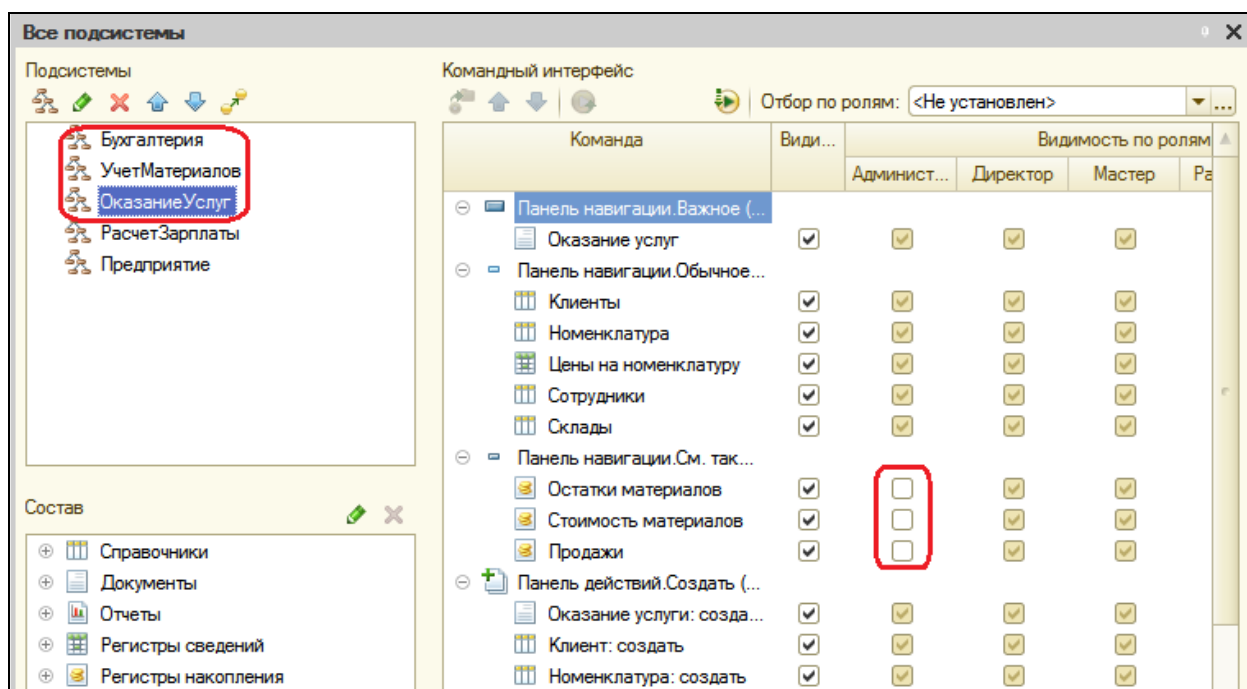 Все подсистемы
Подсистемы
Бухгалтерия
УчетМатериалов
ОказаниеУслуг
РасчетЗарплаты
Предприятие
Состав
Справочники
Документы
Отчеты
Регистры сведений
Регистры накопления
Командный интерфейс
Отбор по ролям: <Не установлен> ...
Команда Види... Видимость по ролям
Админист... Директор Мастер Ра
Панель навигации.Важное (...
Оказание услуг
Панель навигации.Обычное...
Клиенты
Номенклатура
Цены на номенклатуру
Сотрудники
Склады
Панель навигации.См. так...
Остатки материалов
Стоимость материалов
Продажи
Панель действий.Создать (...
Оказание услуги: созда...
Клиент: создать
Номенклатура: создать